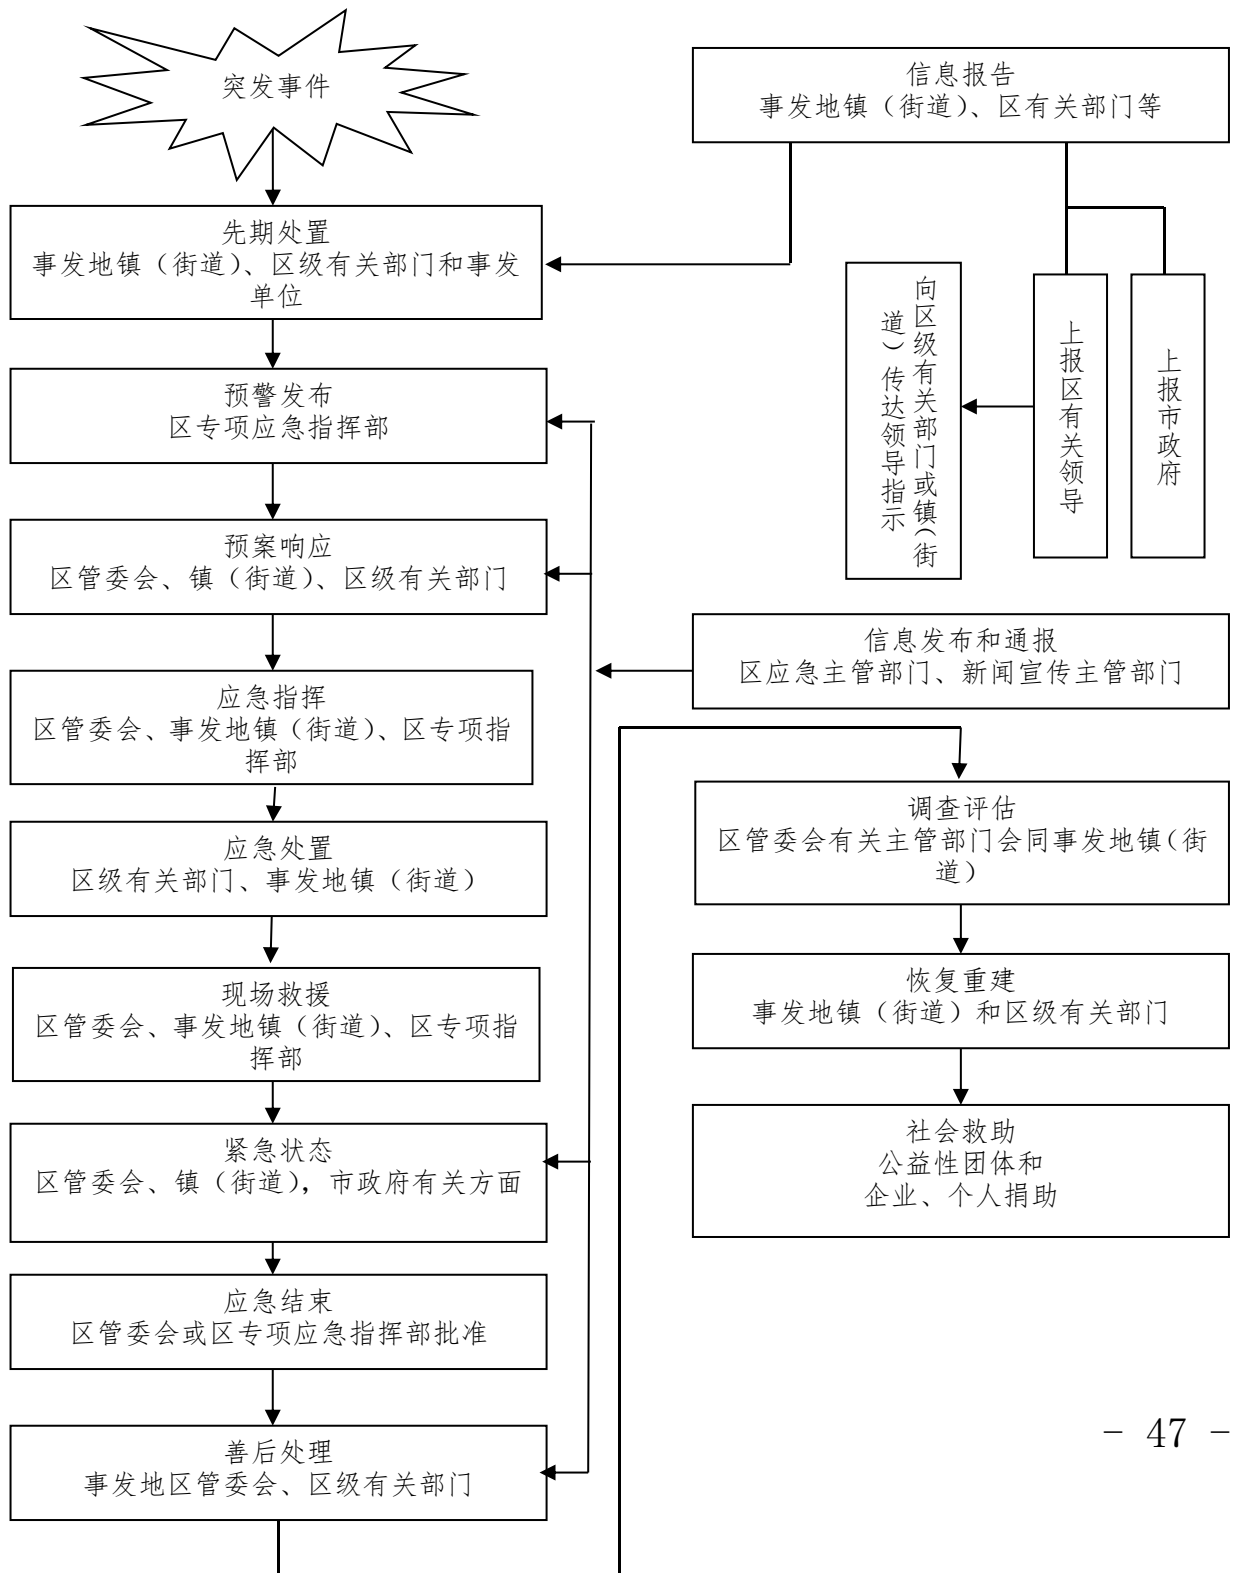 突发事件
信息报告
事发地镇（街道）、区有关部门等
先期处置
事发地镇（街道）、区级有关部门和事发
单位
向区级有关部门或镇（街
道）传达领导指示
上报区有关领导
上报市政府
预警发布
区专项应急指挥部
预案响应
区管委会、镇（街道）、区级有关部门
信息发布和通报
区应急主管部门、新闻宣传主管部门
应急指挥
区管委会、事发地镇（街道）、区专项指
挥部
调查评估
区管委会有关主管部门会同事发地镇（街
道）
应急处置
区级有关部门、事发地镇（街道）
现场救援
区管委会、事发地镇（街道）、区专项指
挥部
恢复重建
事发地镇（街道）和区级有关部门
紧急状态
区管委会、镇（街道），市政府有关方面
社会救助
公益性团体和
企业、个人捐助
应急结束
区管委会或区专项应急指挥部批准
善后处理
事发地区管委会、区级有关部门
- 47 -